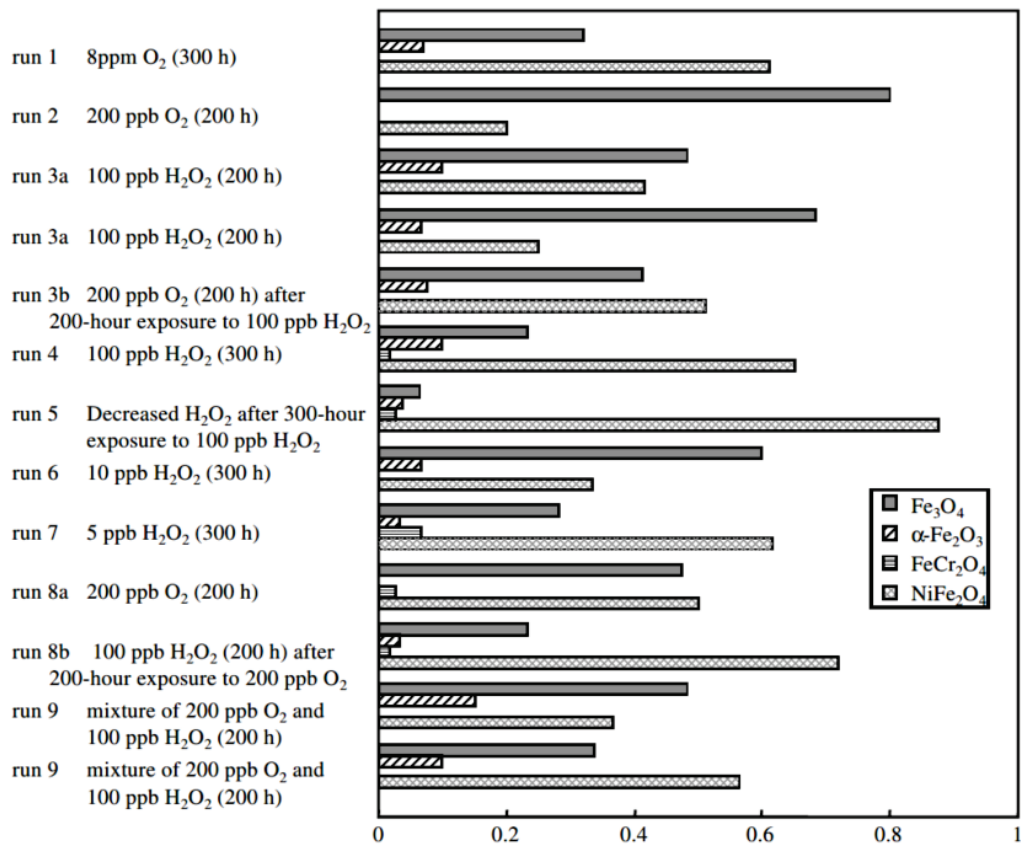 run 1 8ppm O₂ (300 h)
run 2 200 ppb O₂ (200 h)
run 3a 100 ppb H₂O₂ (200 h)
run 3a 100 ppb H₂O₂ (200 h)
run 3b 200 ppb O₂ (200 h) after
200-hour exposure to 100 ppb H₂O₂
run 4 100 ppb H₂O₂ (300 h)
run 5 Decreased H₂O₂ after 300-hour
exposure to 100 ppb H₂O₂
run 6 10 ppb H₂O₂ (300 h)
run 7 5 ppb H₂O₂ (300 h)
run 8a 200 ppb O₂ (200 h)
run 8b 100 ppb H₂O₂ (200 h) after
200-hour exposure to 200 ppb O₂
run 9 mixture of 200 ppb O₂ and
100 ppb H₂O₂ (200 h)
run 9 mixture of 200 ppb O₂ and
100 ppb H₂O₂ (200 h)
Fe₃O₄
α-Fe₂O₃
FeCr₂O₄
NiFe₂O₄
0 0.2 0.4 0.6 0.8 1